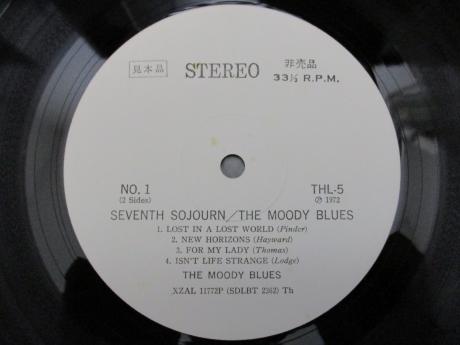 見本品 STEREO 非売品
33⅓ R.P.M.
NO. 1 THL-5
(2 Sides) Ⓟ 1972
SEVENTH SOJOURN/THE MOODY BLUES
1. LOST IN A LOST WORLD (Pinder)
2. NEW HORIZONS (Hayward)
3. FOR MY LADY (Thomas)
4. ISN'T LIFE STRANGE (Lodge)
THE MOODY BLUES
XZAL 11772P (SDLBT 2362) Th